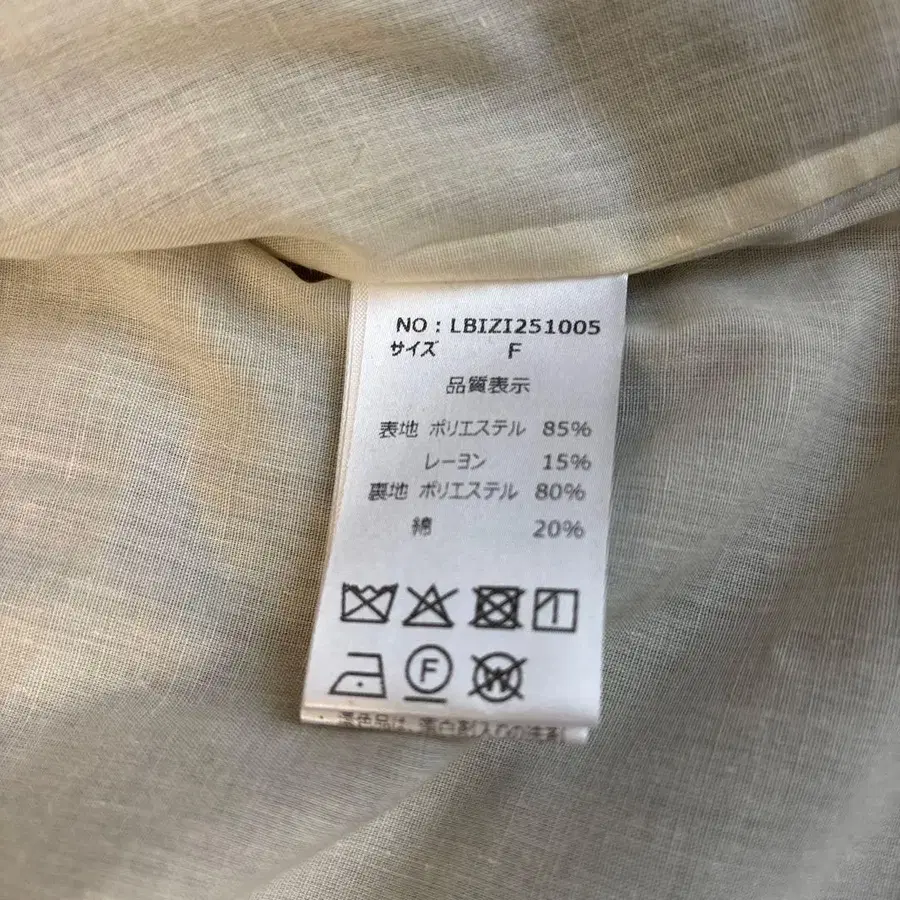 NO : LBIZI251005
サイズ F
品質表示
表地 ポリエステル 85%
レーヨン 15%
裏地 ポリエステル 80%
綿 20%
F
W